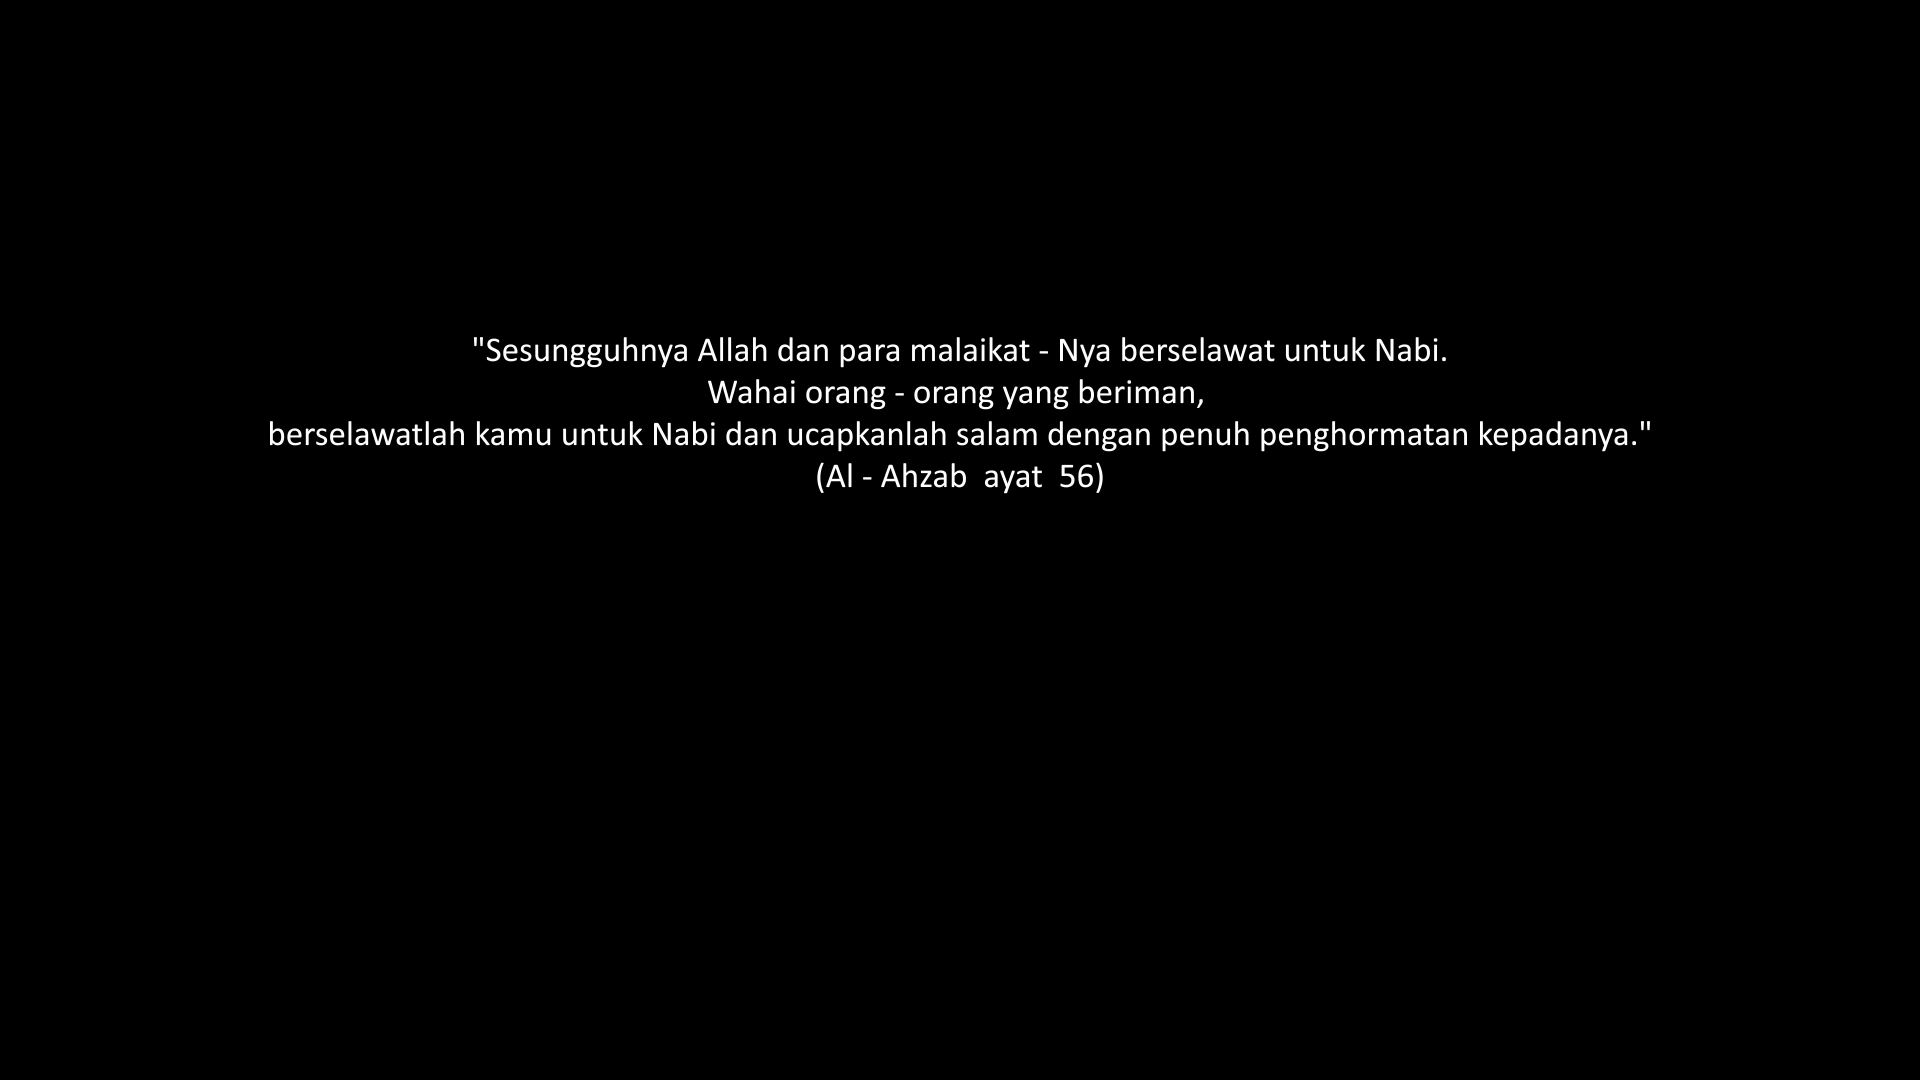 "Sesungguhnya Allah dan para malaikat - Nya berselawat untuk Nabi.
Wahai orang - orang yang beriman,
berselawatlah kamu untuk Nabi dan ucapkanlah salam dengan penuh penghormatan kepadanya."
(Al - Ahzab  ayat  56)